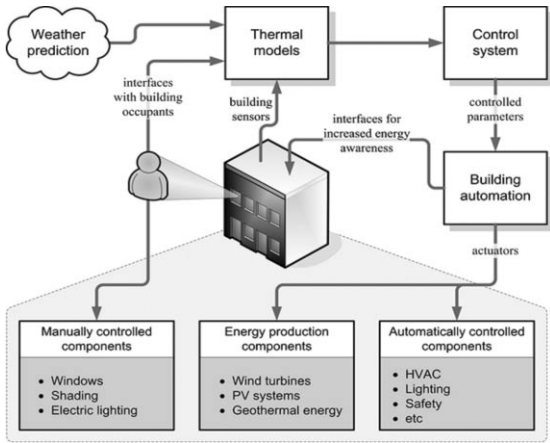 Weather
prediction
Thermal
models
Control
system
interfaces
with building
occupants
building
sensors
interfaces for
increased energy
awareness
controlled
parameters
Building
automation
actuators
Manually controlled
components
• Windows
• Shading
• Electric lighting
Energy production
components
• Wind turbines
• PV systems
• Geothermal energy
Automatically controlled
components
• HVAC
• Lighting
• Safety
• etc